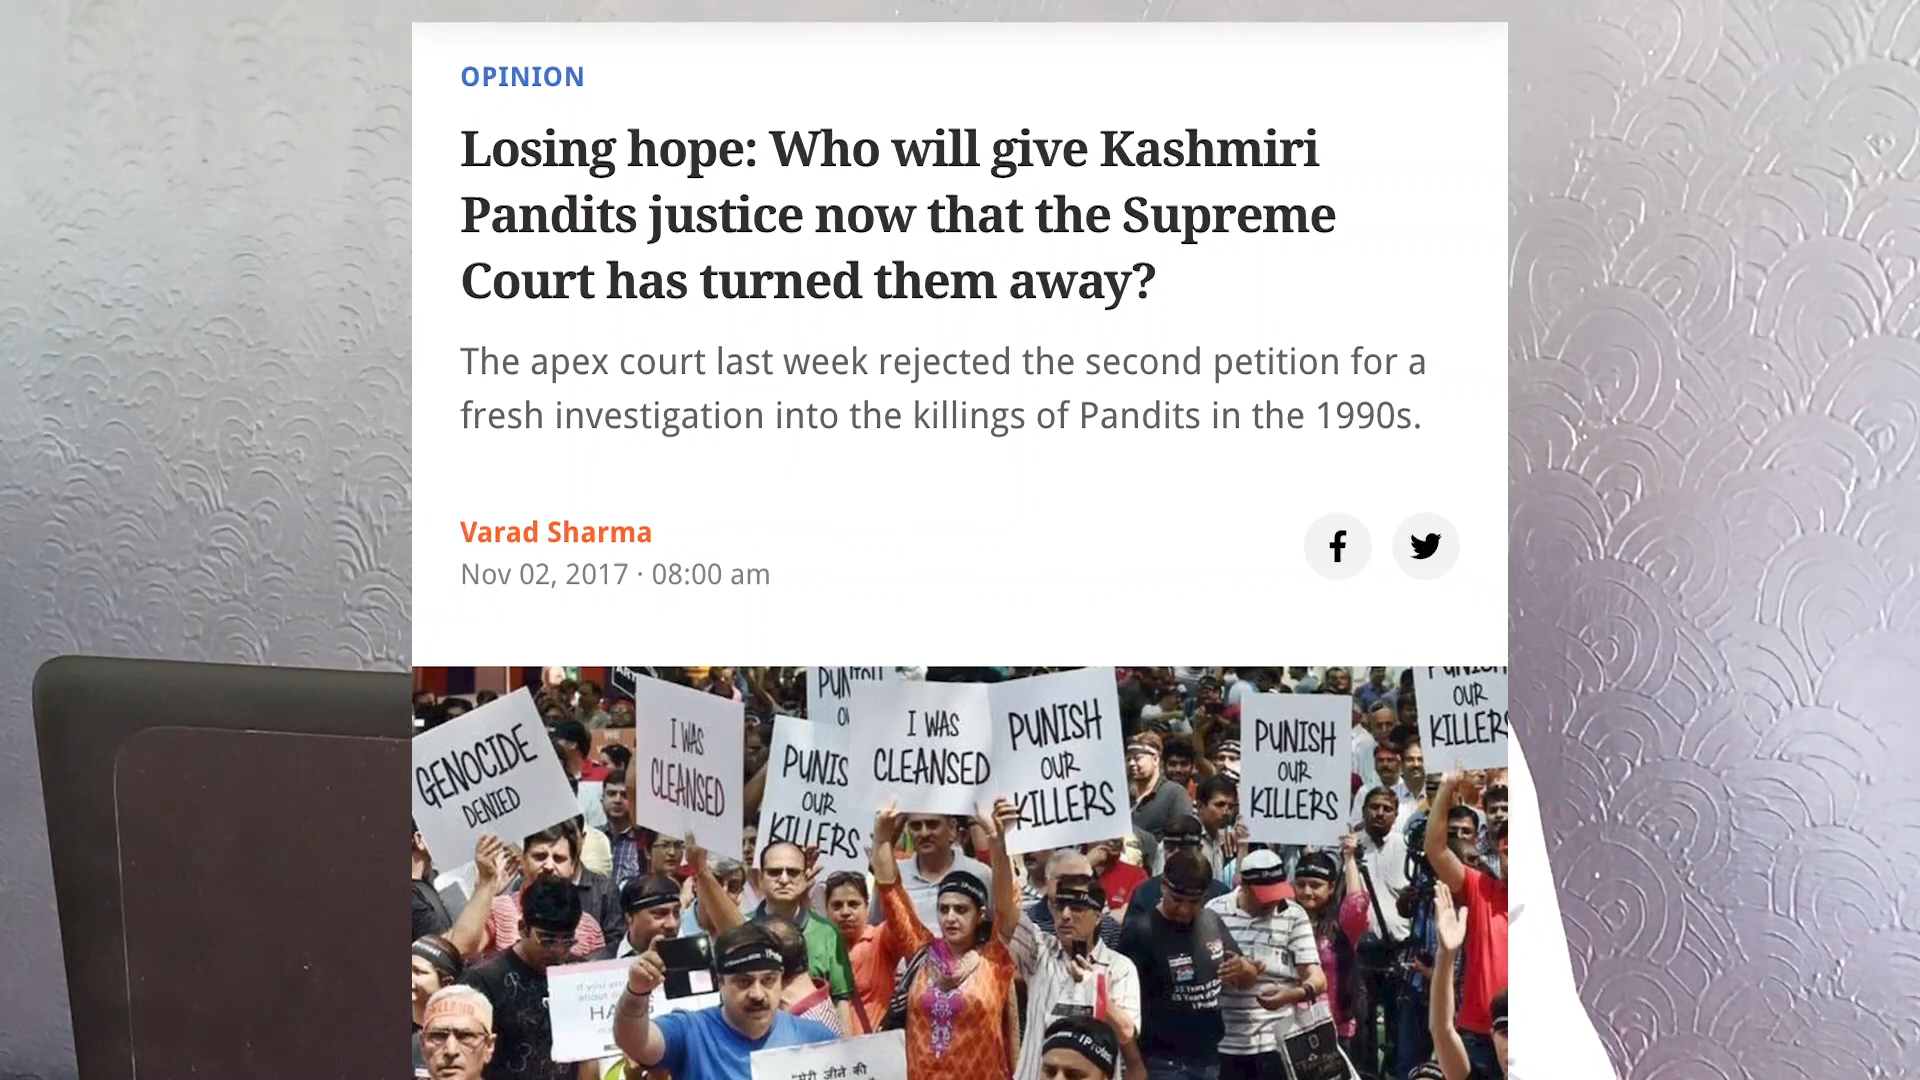 OPINION
Losing hope: Who will give Kashmiri
Pandits justice now that the Supreme
Court has turned them away?
The apex court last week rejected the second petition for a
fresh investigation into the killings of Pandits in the 1990s.
Varad Sharma
Nov 02, 2017 · 08:00 am
GENOCIDE
DENIED
I WAS
CLEANSED
PUNIS
OUR
KILLERS
I WAS
CLEANSED
PUNISH
OUR
KILLERS
PUNISH
OUR
KILLERS
PUNISH
OUR
KILLERS
"मेरी जीने की